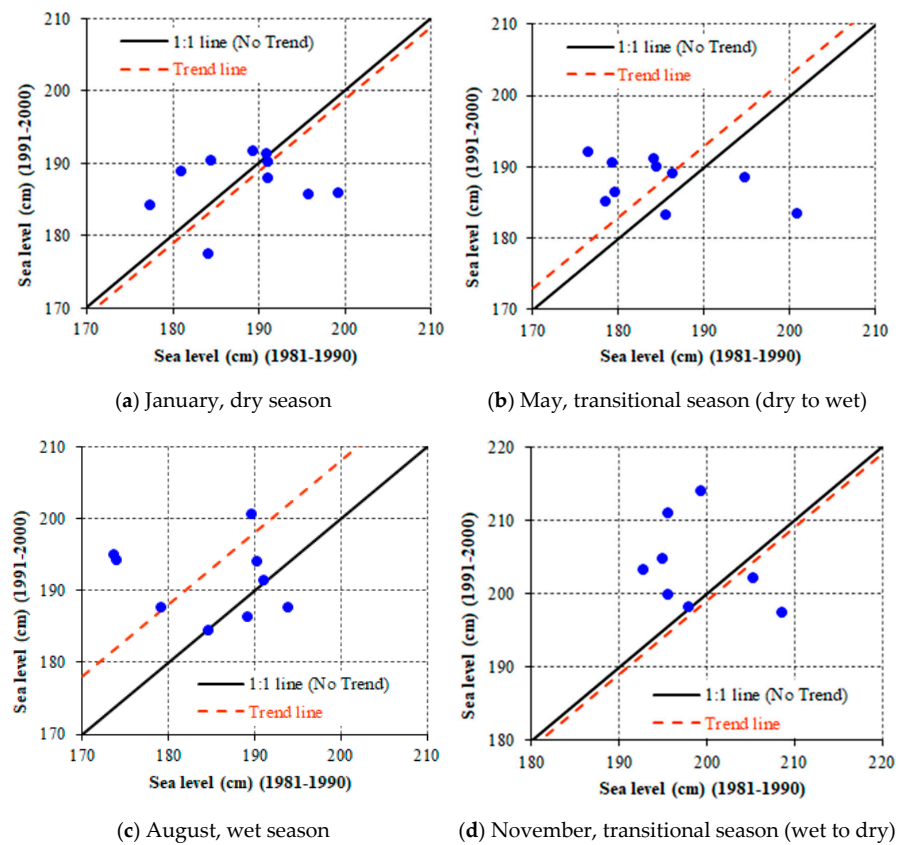 210
200
190
180
170
170 180 190 200 210
Sea level (cm) (1991-2000)
1:1 line (No Trend)
Trend line
Sea level (cm) (1981-1990)
(a) January, dry season
210
200
190
180
170
170 180 190 200 210
Sea level (cm) (1991-2000)
1:1 line (No Trend)
Trend line
Sea level (cm) (1981-1990)
(b) May, transitional season (dry to wet)
210
200
190
180
170
170 180 190 200 210
Sea level (cm) (1991-2000)
1:1 line (No Trend)
Trend line
Sea level (cm) (1981-1990)
(c) August, wet season
220
210
200
190
180
180 190 200 210 220
Sea level (cm) (1991-2000)
1:1 line (No Trend)
Trend line
Sea level (cm) (1981-1990)
(d) November, transitional season (wet to dry)